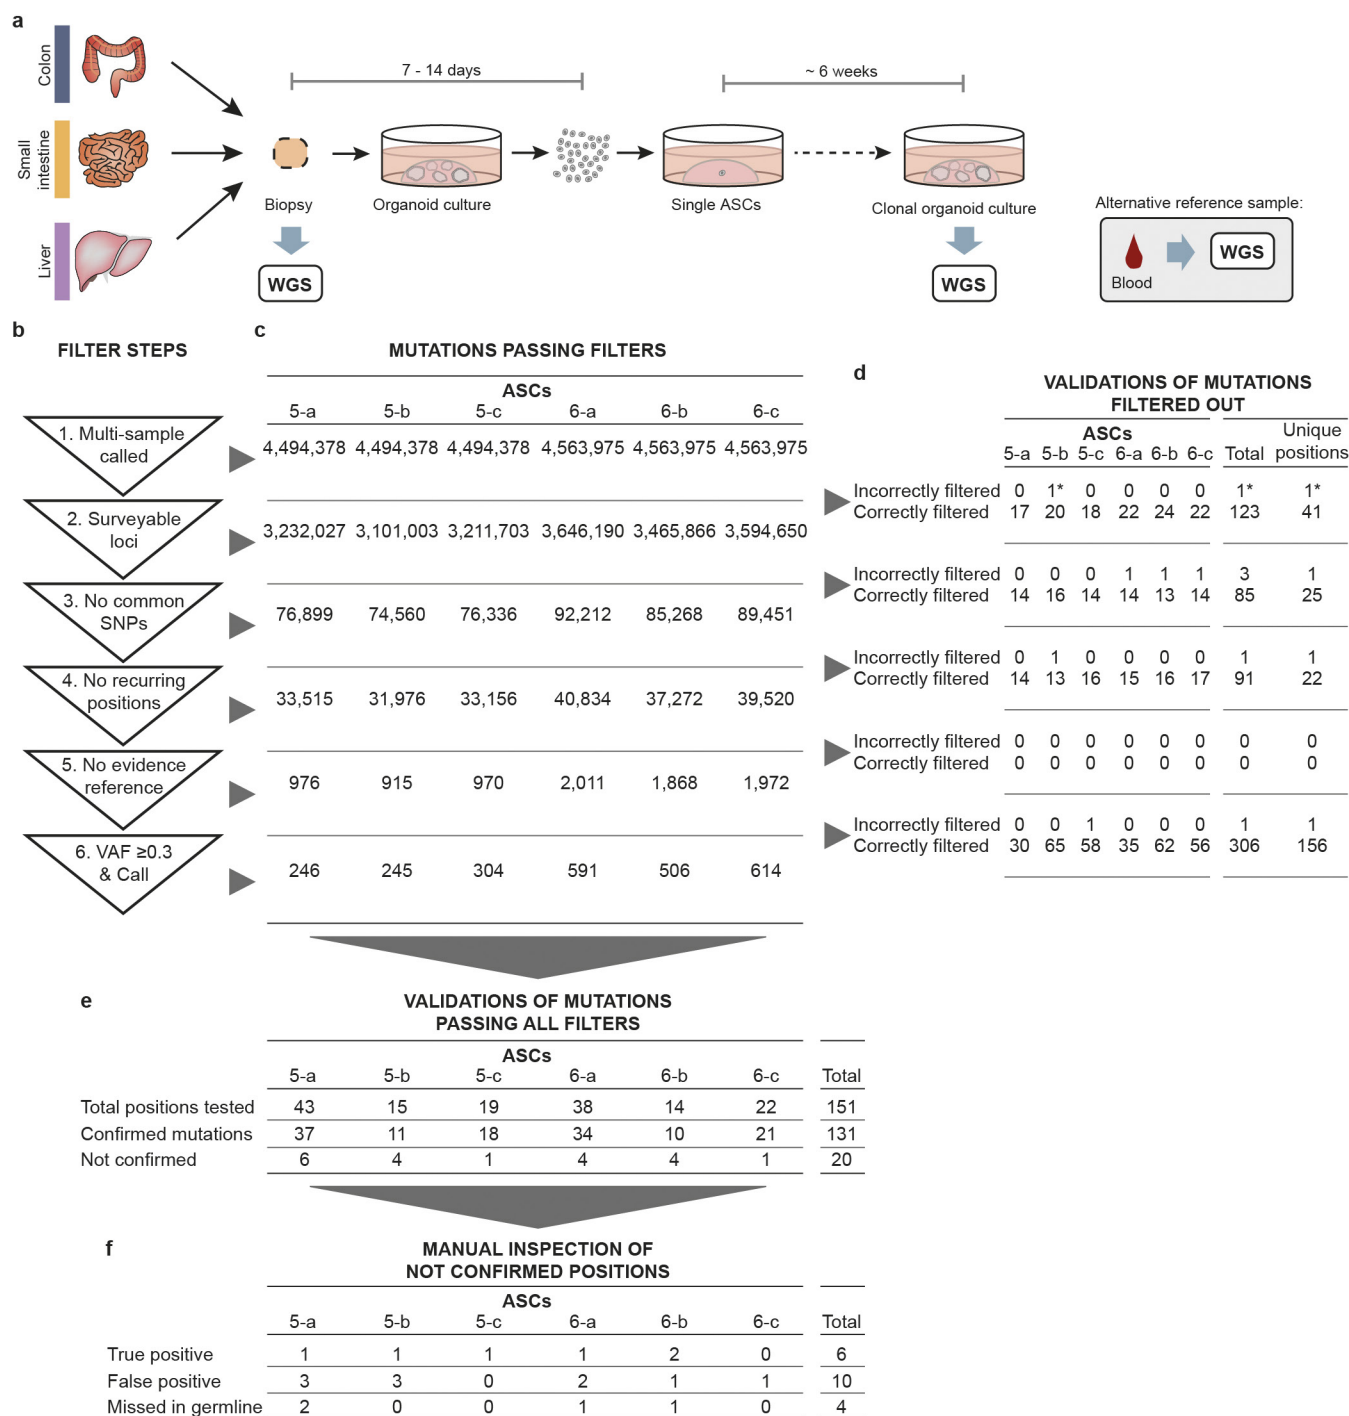 a
Colon
Small
intestine
Liver
7 - 14 days
~ 6 weeks
Biopsy
Organoid culture
Single ASCs
Clonal organoid culture
WGS
WGS
Alternative reference sample:
Blood
WGS
b
FILTER STEPS
1. Multi-sample
called
2. Surveyable
loci
3. No common
SNPs
4. No recurring
positions
5. No evidence
reference
6. VAF ≥0.3
& Call
c
MUTATIONS PASSING FILTERS
ASCs
5-a 5-b 5-c 6-a 6-b 6-c
4,494,378 4,494,378 4,494,378 4,563,975 4,563,975 4,563,975
3,232,027 3,101,003 3,211,703 3,646,190 3,465,866 3,594,650
76,899 74,560 76,336 92,212 85,268 89,451
33,515 31,976 33,156 40,834 37,272 39,520
976 915 970 2,011 1,868 1,972
246 245 304 591 506 614
d
VALIDATIONS OF MUTATIONS
FILTERED OUT
ASCs
Unique
5-a 5-b 5-c 6-a 6-b 6-c Total positions
Incorrectly filtered 0 1* 0 0 0 0 1* 1*
Correctly filtered 17 20 18 22 24 22 123 41
Incorrectly filtered 0 0 0 1 1 1 3 1
Correctly filtered 14 16 14 14 13 14 85 25
Incorrectly filtered 0 1 0 0 0 0 1 1
Correctly filtered 14 13 16 15 16 17 91 22
Incorrectly filtered 0 0 0 0 0 0 0 0
Correctly filtered 0 0 0 0 0 0 0 0
Incorrectly filtered 0 0 1 0 0 0 1 1
Correctly filtered 30 65 58 35 62 56 306 156
e
VALIDATIONS OF MUTATIONS
PASSING ALL FILTERS
ASCs
5-a 5-b 5-c 6-a 6-b 6-c Total
Total positions tested 43 15 19 38 14 22 151
Confirmed mutations 37 11 18 34 10 21 131
Not confirmed 6 4 1 4 4 1 20
f
MANUAL INSPECTION OF
NOT CONFIRMED POSITIONS
ASCs
5-a 5-b 5-c 6-a 6-b 6-c Total
True positive 1 1 1 1 2 0 6
False positive 3 3 0 2 1 1 10
Missed in germline 2 0 0 1 1 0 4